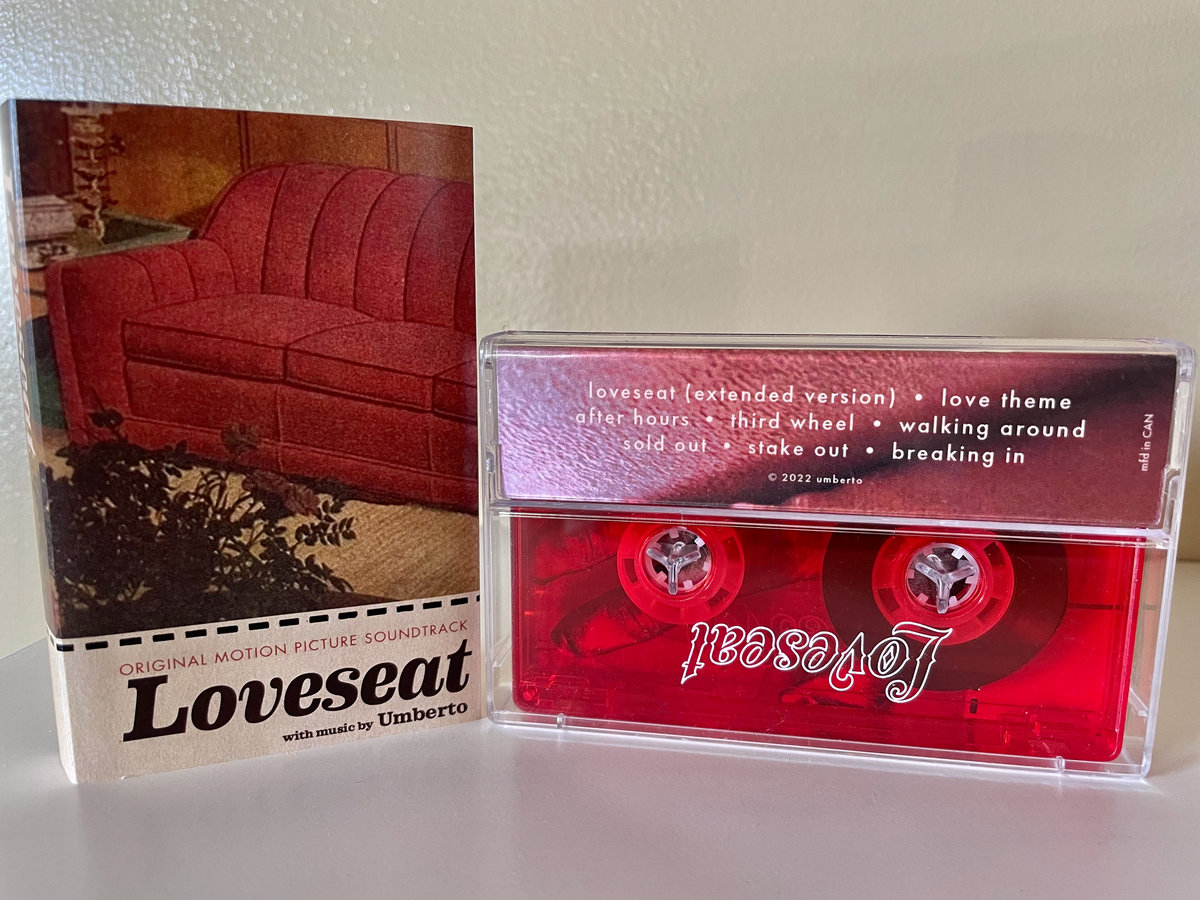 ORIGINAL MOTION PICTURE SOUNDTRACK
Loveseat
with music by Umberto
loveseat (extended version) • love theme
after hours • third wheel • walking around
sold out • stake out • breaking in
© 2022 umberto
mfd in CAN
Loveseat